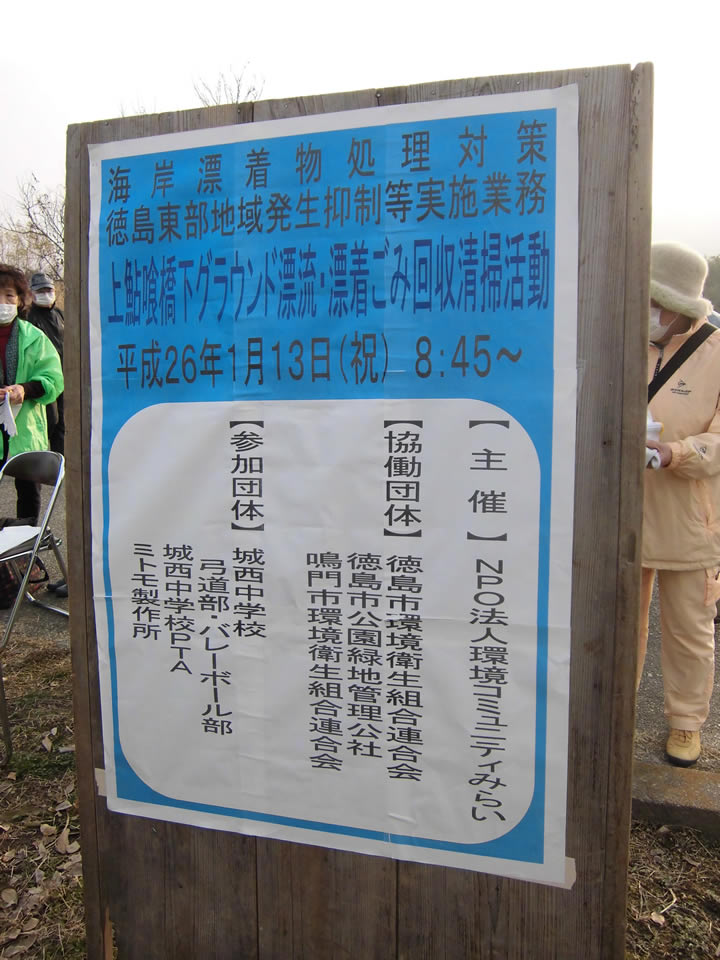 海岸漂着物処理対策
徳島東部地域発生抑制等実施業務
上鮎喰橋下グラウンド漂流・漂着ごみ回収清掃活動
平成26年1月13日(祝) 8:45~
【主催】 NPO法人環境コミュニティみらい
【協働団体】 徳島市環境衛生組合連合会
徳島市公園緑地管理公社
鳴門市環境衛生組合連合会
【参加団体】 城西中学校
弓道部・バレーボール部
城西中学校PTA
ミトモ製作所